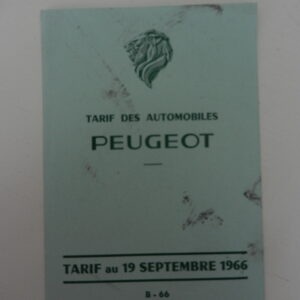 TARIF DES AUTOMOBILES
PEUGEOT
TARIF au 19 SEPTEMBRE 1966
B - 66